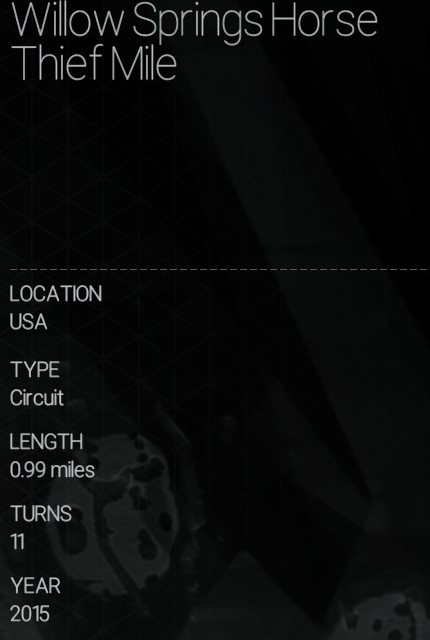 Willow Springs Horse
Thief Mile
LOCATION
USA
TYPE
Circuit
LENGTH
0.99 miles
TURNS
11
YEAR
2015